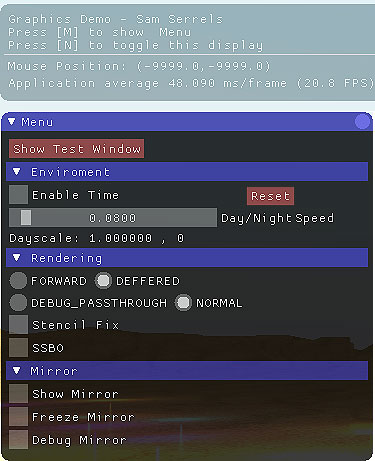 Graphics Demo - Sam Serrels
Press [M] to show Menu
Press [N] to toggle this display
Mouse Position: (-9999.0,-9999.0)
Application average 48.090 ms/frame (20.8 FPS)
Menu
Show Test Window
Enviroment
Enable Time Reset
0.0800 Day/Night Speed
Dayscale: 1.000000 , 0
Rendering
FORWARD DEFFERED
DEBUG_PASSTHROUGH NORMAL
Stencil Fix
SSBO
Mirror
Show Mirror
Freeze Mirror
Debug Mirror